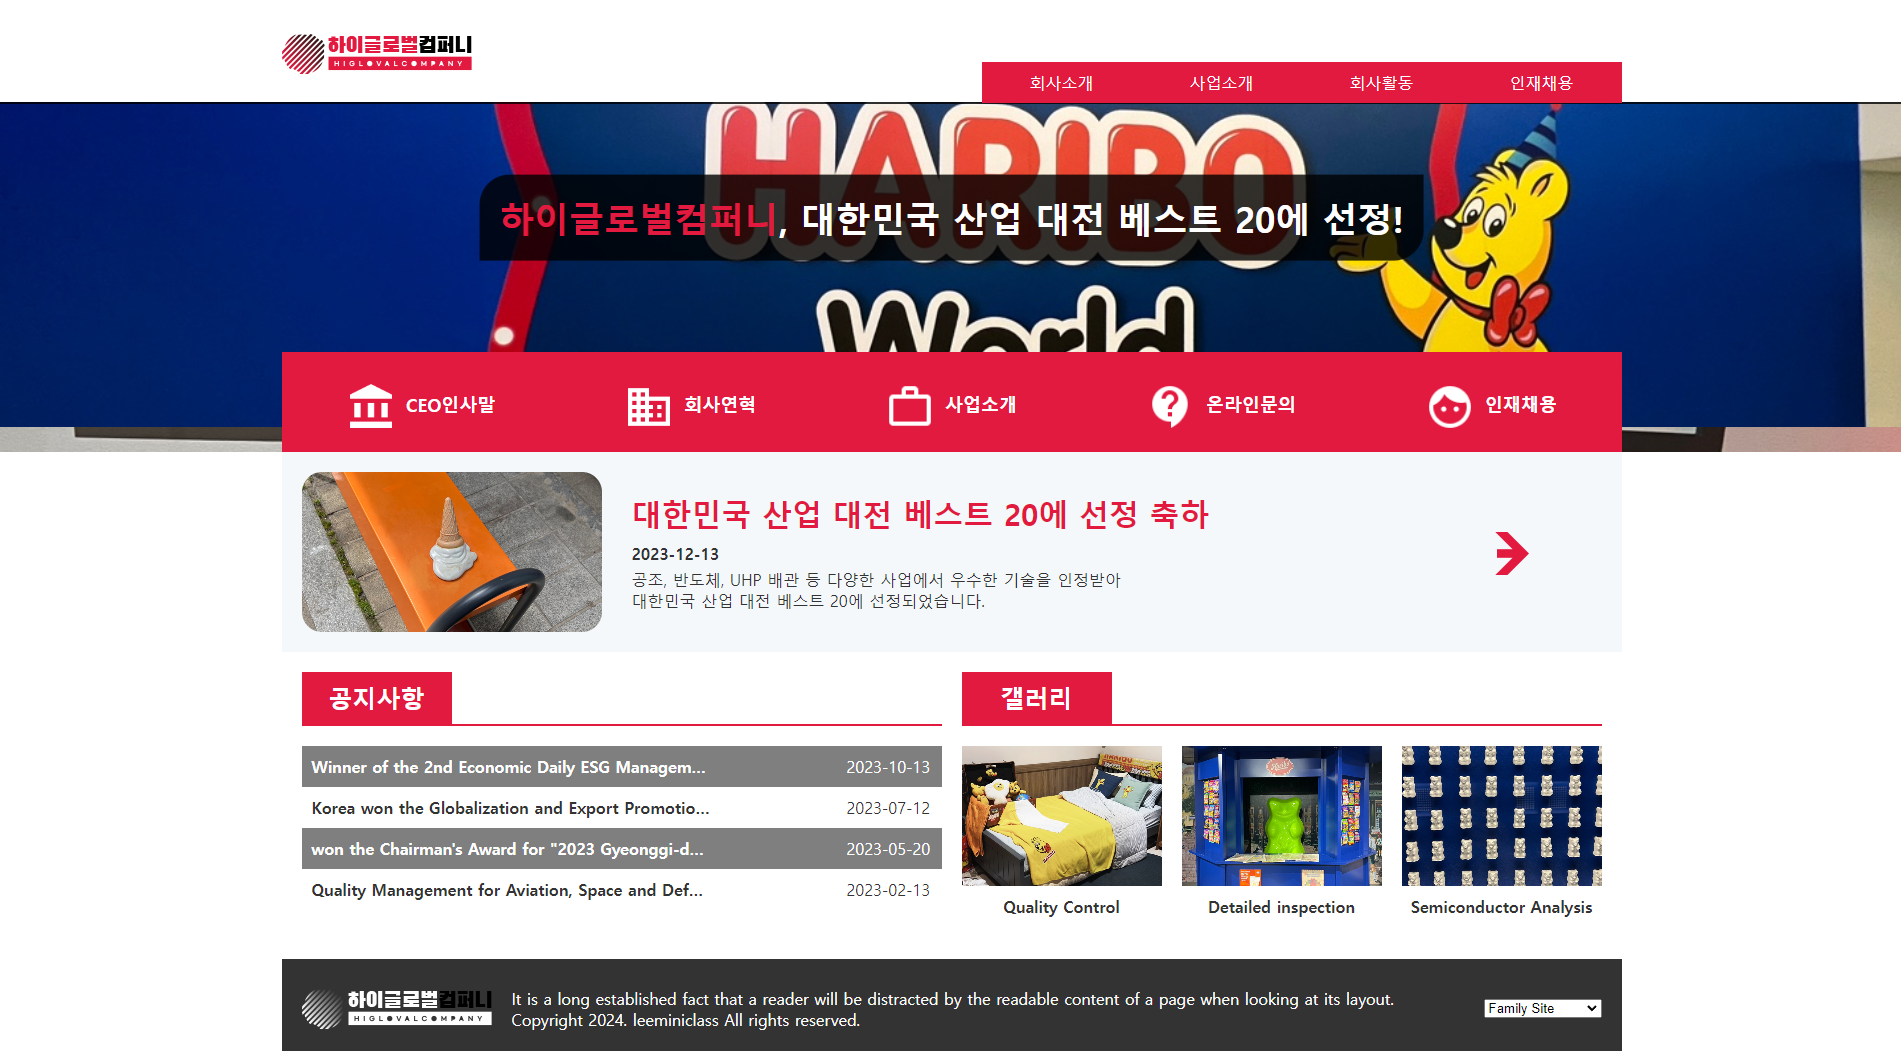 하이글로벌컴퍼니
HIGLOVALCOMPANY
회사소개 사업소개 회사활동 인재채용
HARIBO
하이글로벌컴퍼니, 대한민국 산업 대전 베스트 20에 선정!
World
CEO인사말 회사연혁 사업소개 온라인문의 인재채용
대한민국 산업 대전 베스트 20에 선정 축하
2023-12-13
공조, 반도체, UHP 배관 등 다양한 사업에서 우수한 기술을 인정받아
대한민국 산업 대전 베스트 20에 선정되었습니다.
공지사항
Winner of the 2nd Economic Daily ESG Managem... 2023-10-13
Korea won the Globalization and Export Promotio... 2023-07-12
won the Chairman's Award for "2023 Gyeonggi-d... 2023-05-20
Quality Management for Aviation, Space and Def... 2023-02-13
갤러리
Quality Control Detailed inspection Semiconductor Analysis
하이글로벌컴퍼니
HIGLOVALCOMPANY
It is a long established fact that a reader will be distracted by the readable content of a page when looking at its layout.
Copyright 2024. leeminiclass All rights reserved.
Family Site